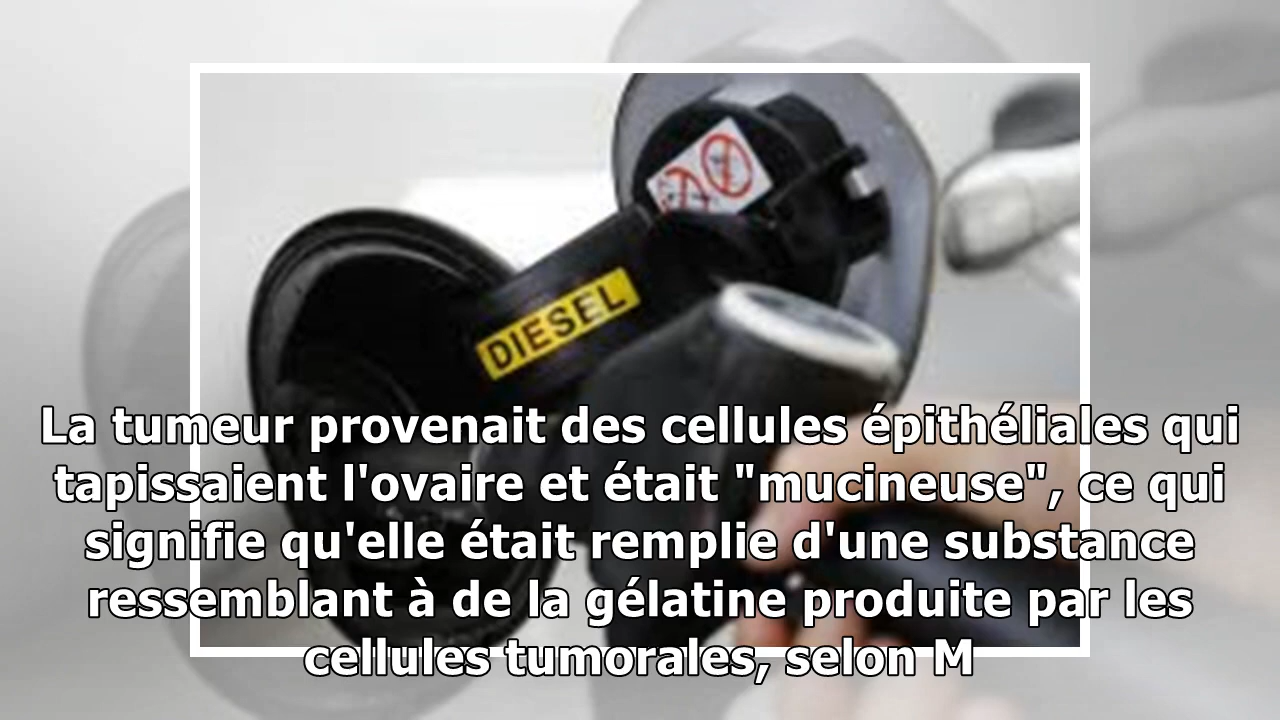 DIESEL
La tumeur provenait des cellules épithéliales qui
tapissaient l'ovaire et était "mucineuse", ce qui
signifie qu'elle était remplie d'une substance
ressemblant à de la gélatine produite par les
cellules tumorales, selon M